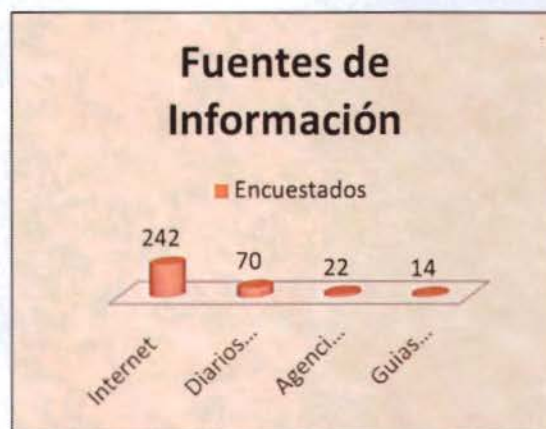 Fuentes de
Información
Encuestados
242
70
22
14
Internet
Diarios...
Agenci...
Guias...